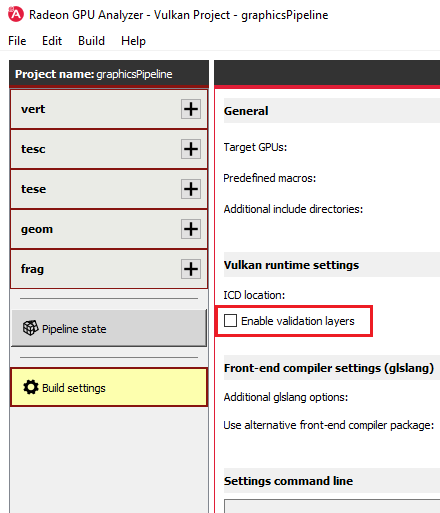 Radeon GPU Analyzer - Vulkan Project - graphicsPipeline
File Edit Build Help
Project name: graphicsPipeline
vert
tesc
tese
geom
frag
Pipeline state
Build settings
General
Target GPUs:
Predefined macros:
Additional include directories:
Vulkan runtime settings
ICD location:
Enable validation layers
Front-end compiler settings (glslang)
Additional glslang options:
Use alternative front-end compiler package:
Settings command line